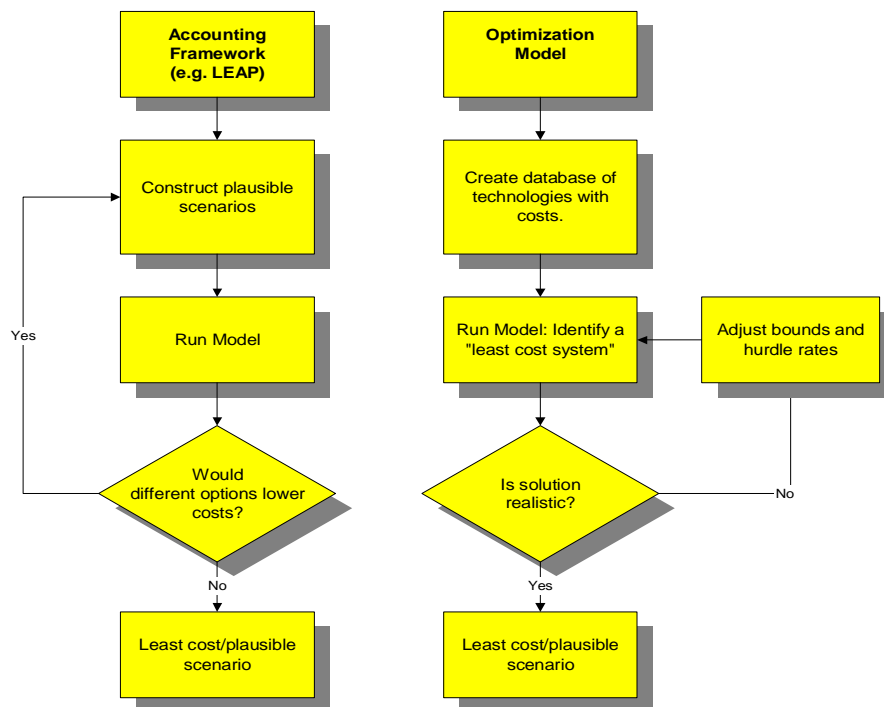 Accounting
Framework
(e.g. LEAP)
Construct plausible
scenarios
Yes
Run Model
Would
different options lower
costs?
No
Least cost/plausible
scenario
Optimization
Model
Create database of
technologies with
costs.
Run Model: Identify a
"least cost system"
Adjust bounds and
hurdle rates
Is solution
realistic?
No
Yes
Least cost/plausible
scenario